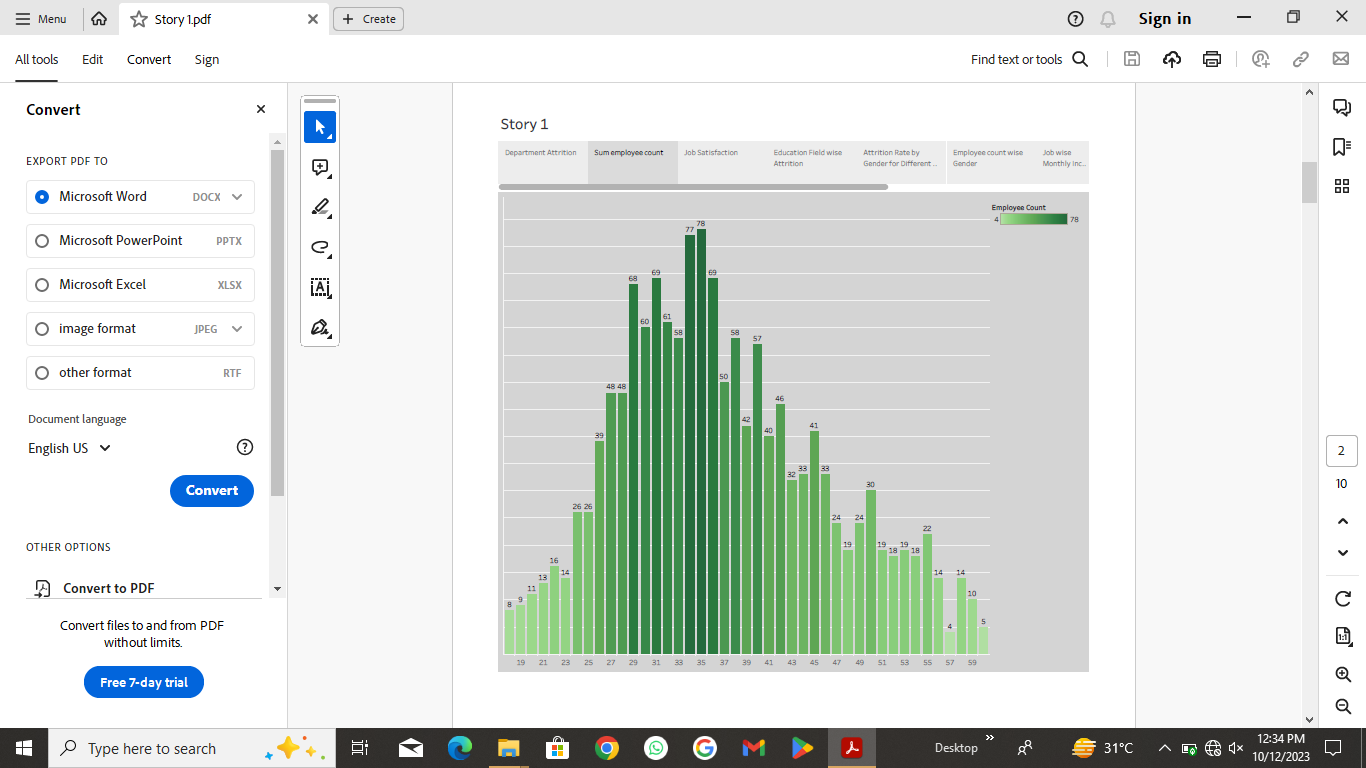 Menu
Story 1.pdf
Create
Sign in
All tools
Edit
Convert
Sign
Find text or tools
Convert
EXPORT PDF TO
Microsoft Word DOCX
Microsoft PowerPoint PPTX
Microsoft Excel XLSX
image format JPEG
other format RTF
Document language
English US
Convert
OTHER OPTIONS
Convert to PDF
Convert files to and from PDF
without limits.
Free 7-day trial
Story 1
Department Attrition
Sum employee count
Job Satisfaction
Education Field wise
Attrition
Attrition Rate by
Gender for Different ..
Employee count wise
Gender
Job wise
Monthly Inc..
Employee Count
4 78
8 9 11 13 16 14 26 26 39 48 48 68 60 69 61 58 77 78 69 50 58 42 57 40 46 32 33 41 33 24 19 24 30 19 18 19 18 22 14 4 14 10 5
19 21 23 25 27 29 31 33 35 37 39 41 43 45 47 49 51 53 55 57 59
2
10
1:1
Type here to search
Desktop
31°C
12:34 PM
10/12/2023